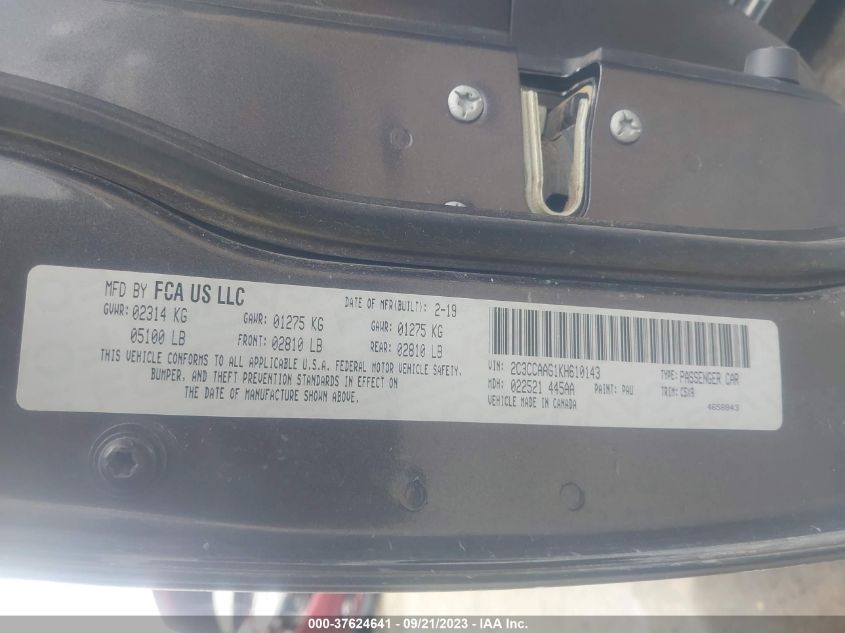 MFD BY FCA US LLC
DATE OF MFR(BUILT): 2-19
GVWR: 02314 KG
GAWR: 01275 KG
GAWR: 01275 KG
05100 LB
FRONT: 02810 LB
REAR: 02810 LB
THIS VEHICLE CONFORMS TO ALL APPLICABLE U.S.A. FEDERAL MOTOR VEHICLE SAFETY,
BUMPER, AND THEFT PREVENTION STANDARDS IN EFFECT ON
THE DATE OF MANUFACTURE SHOWN ABOVE.
VIN: 2C3CCAAG1KH610143
TYPE: PASSENGER CAR
MDH: 022521 445AA
PAINT: PAU
TRIM: C5X9
VEHICLE MADE IN CANADA
4658843
000-37624641 - 09/21/2023 - IAA Inc.